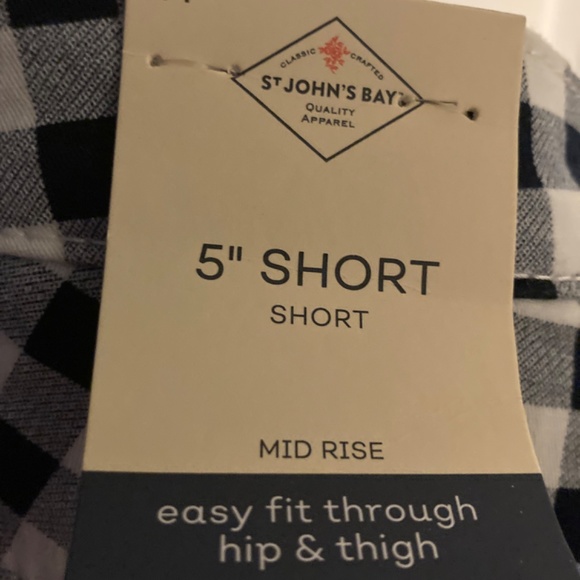 CLASSIC CRAFTED
ST JOHN'S BAY
QUALITY
APPAREL
5" SHORT
SHORT
MID RISE
easy fit through
hip & thigh